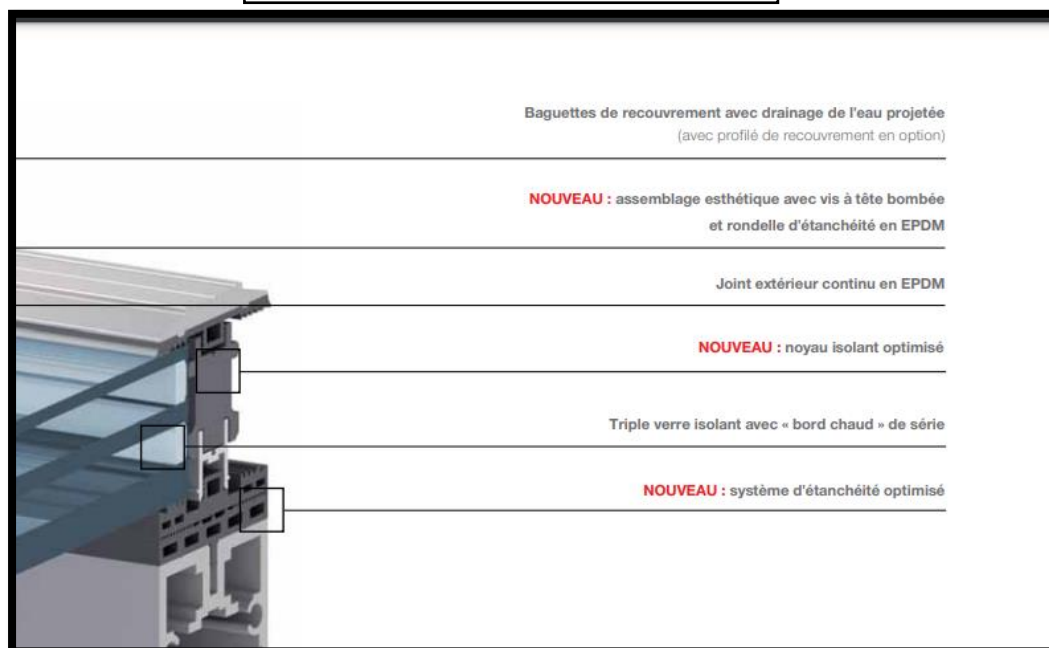 Baguettes de recouvrement avec drainage de l'eau projetée
(avec profilé de recouvrement en option)
NOUVEAU : assemblage esthétique avec vis à tête bombée
et rondelle d'étanchéité en EPDM
Joint extérieur continu en EPDM
NOUVEAU : noyau isolant optimisé
Triple verre isolant avec « bord chaud » de série
NOUVEAU : système d'étanchéité optimisé